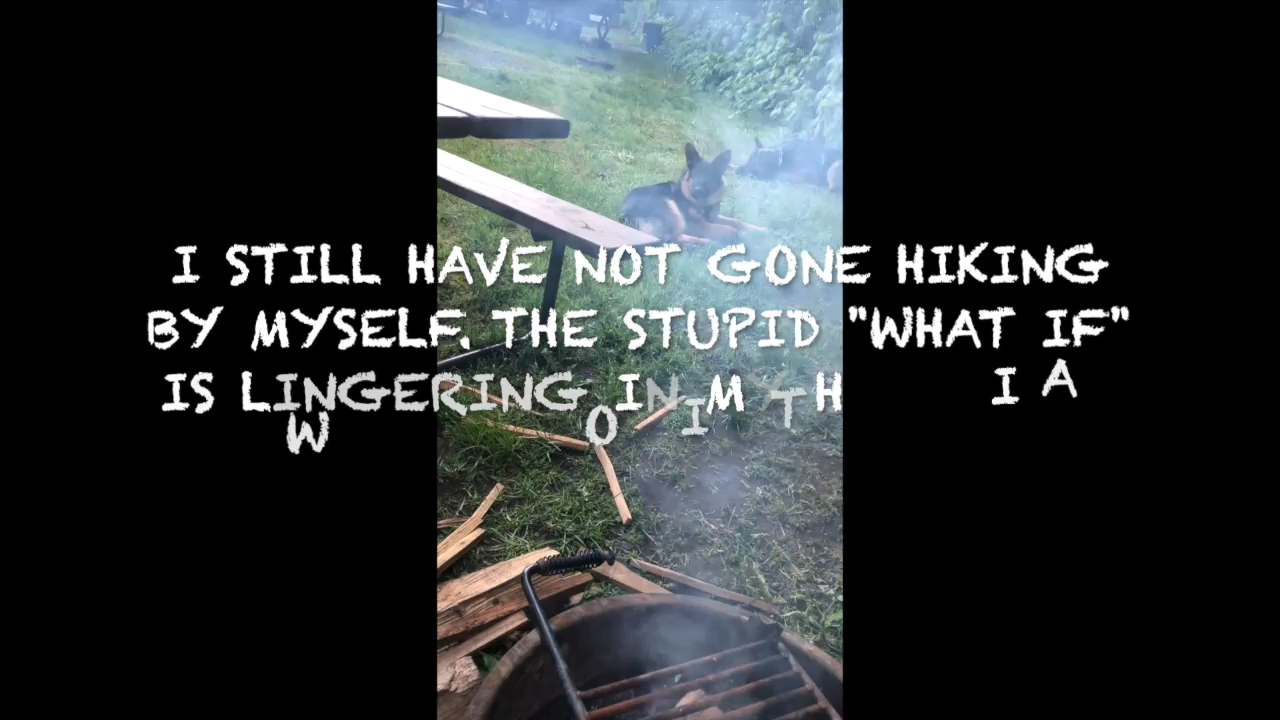 I STILL HAVE NOT GONE HIKING
BY MYSELF. THE STUPID "WHAT IF"
IS LINGERING IN